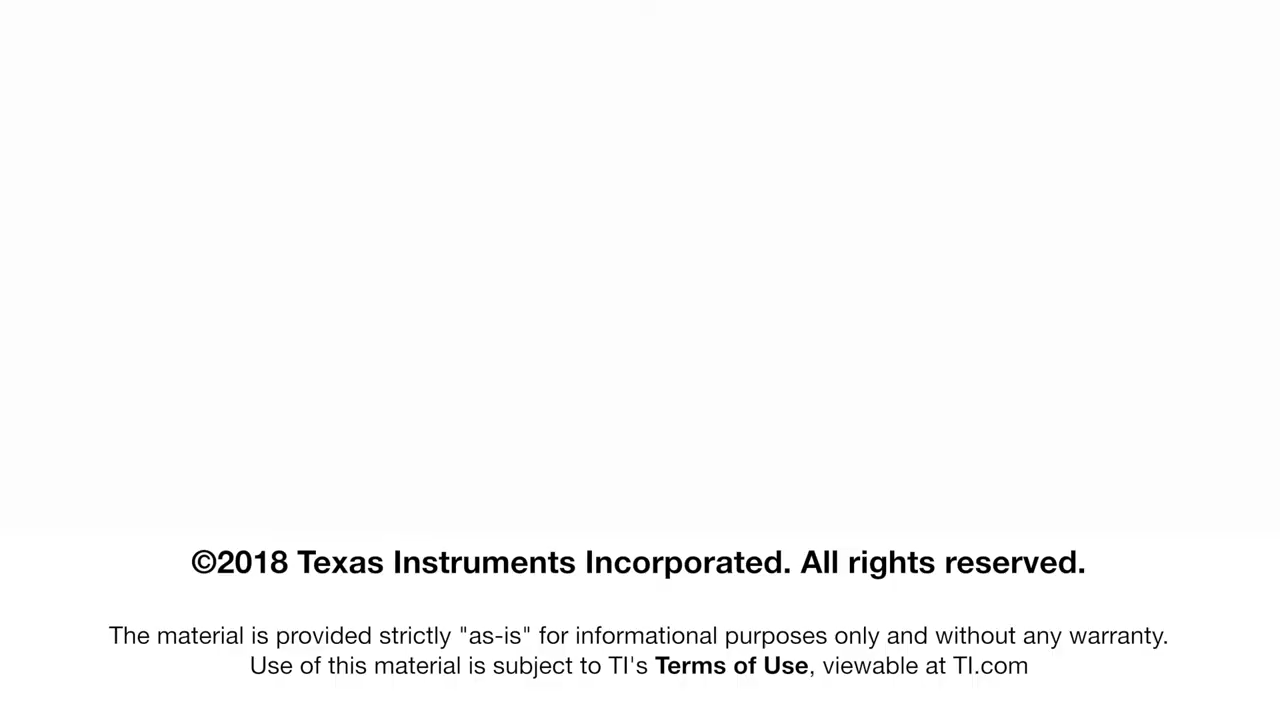 ©2018 Texas Instruments Incorporated. All rights reserved.
The material is provided strictly "as-is" for informational purposes only and without any warranty.
Use of this material is subject to TI's Terms of Use, viewable at TI.com